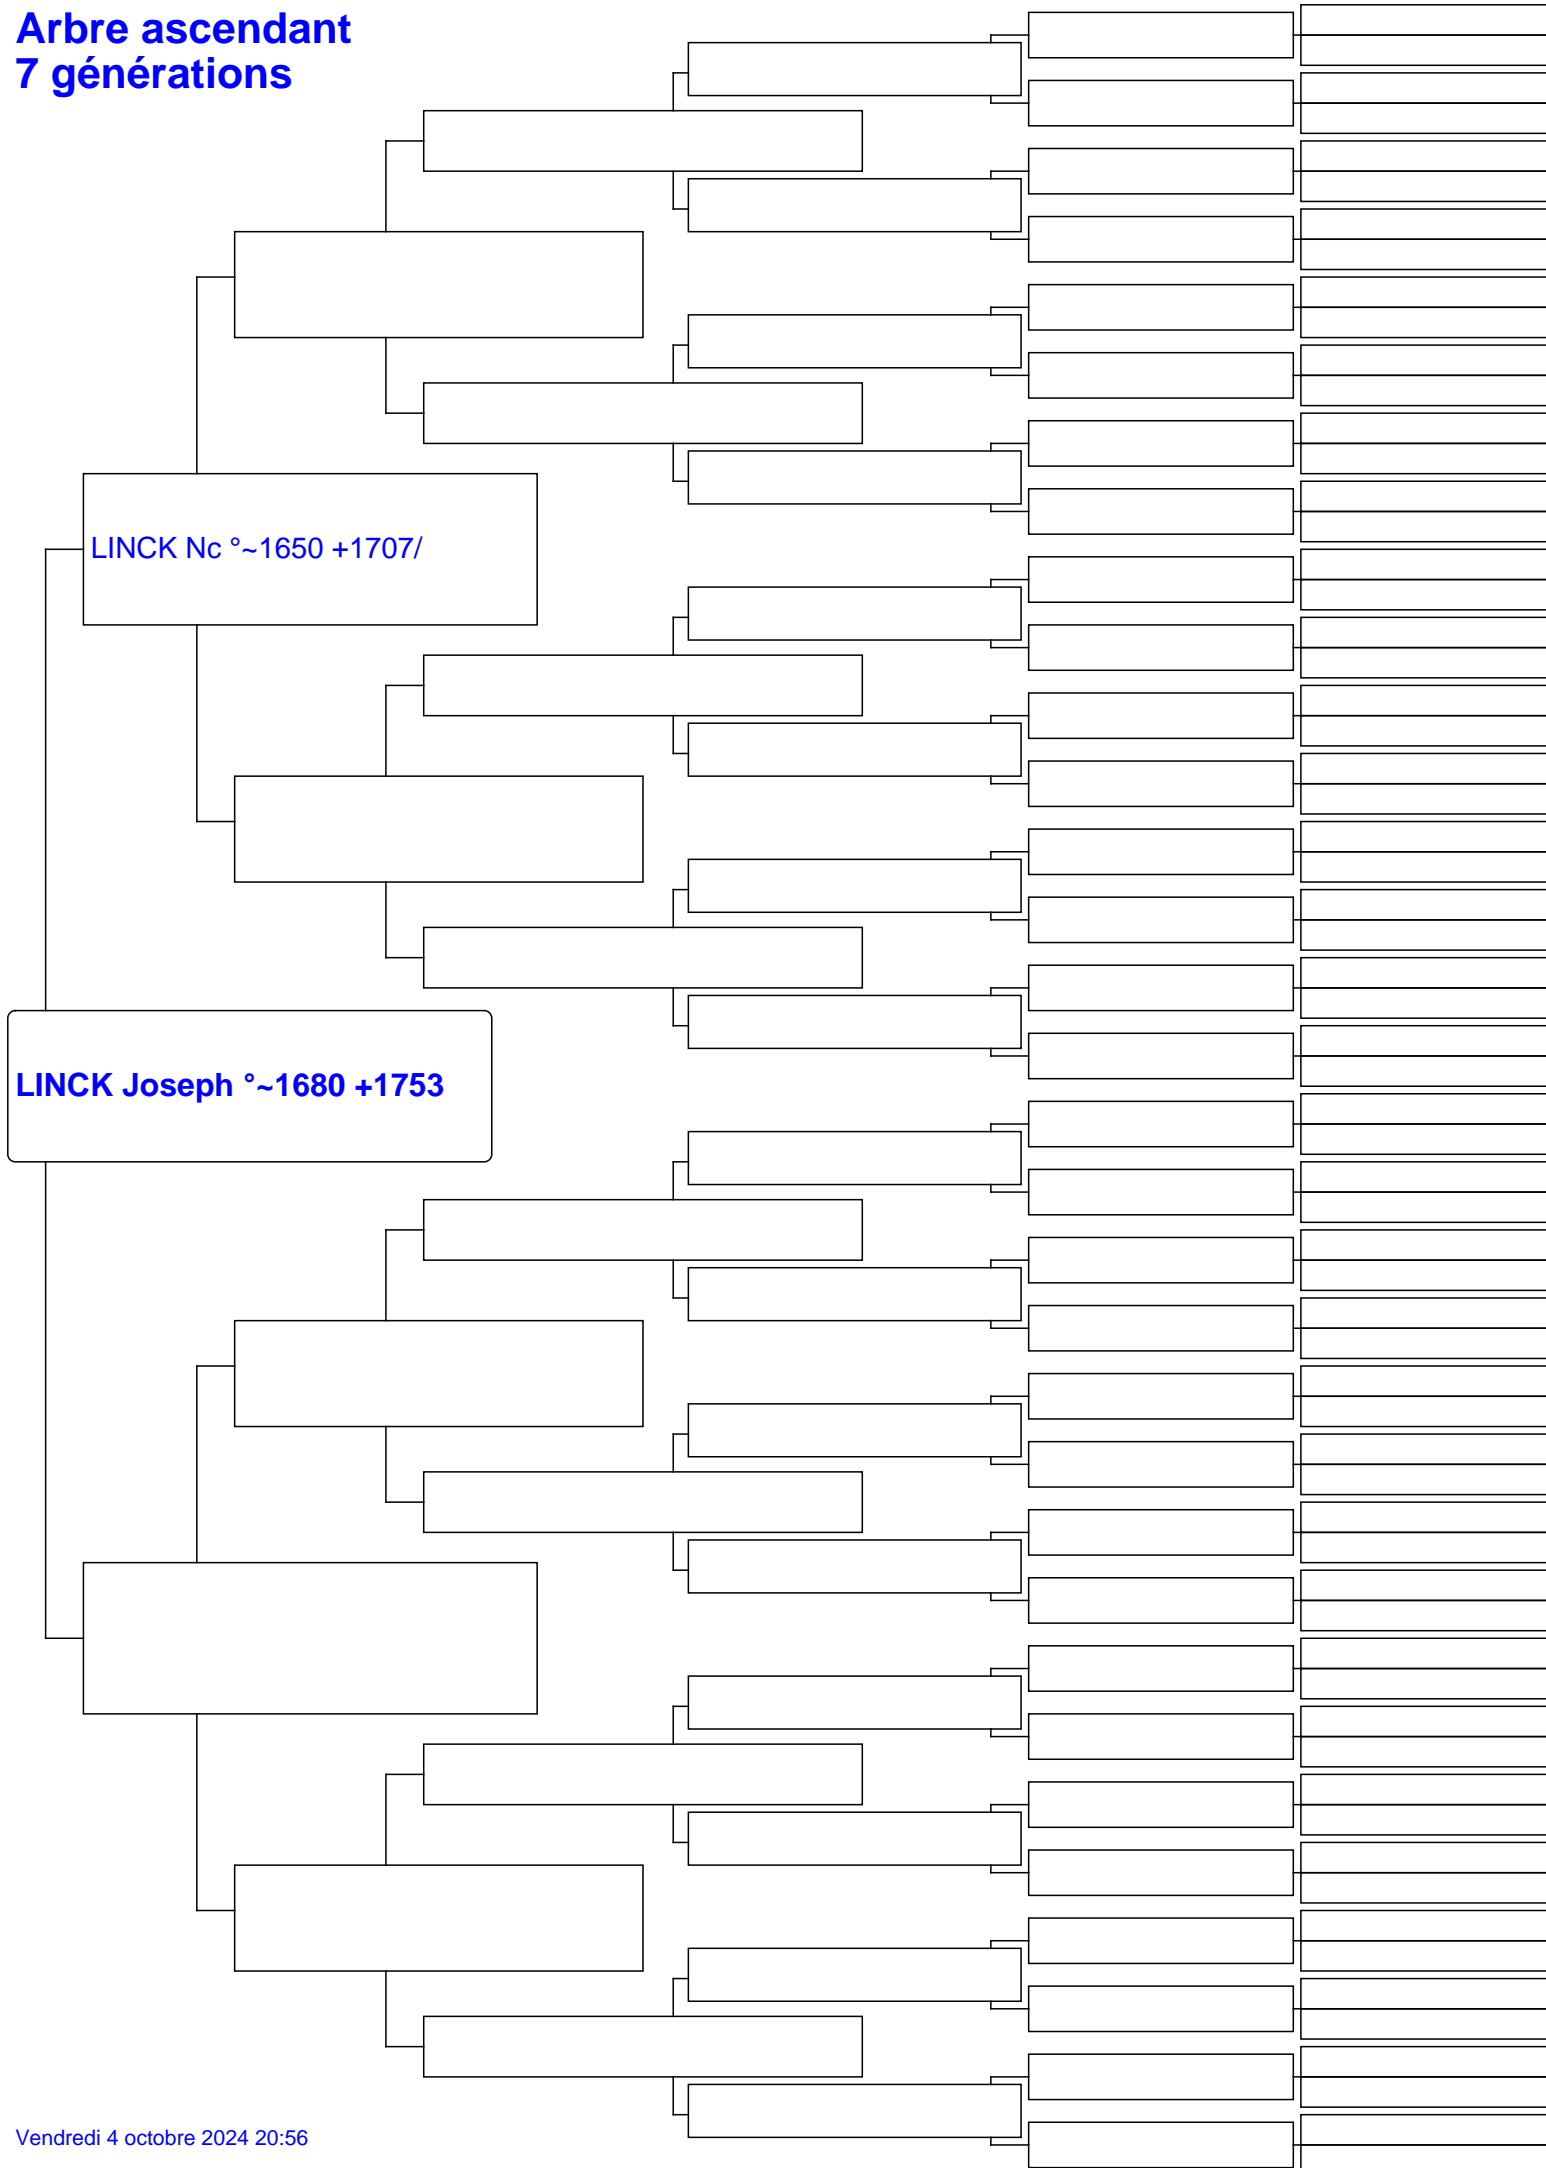 Arbre ascendant
7 générations
LINCK Nc °~1650 +1707/
LINCK Joseph °~1680 +1753
Vendredi 4 octobre 2024 20:56